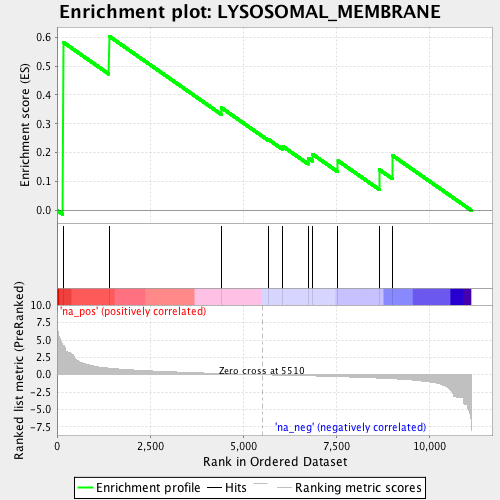 Enrichment plot: LYSOSOMAL_MEMBRANE
Enrichment score (ES)
0.6
0.5
0.4
0.3
0.2
0.1
0.0
'na_pos' (positively correlated)
Ranked list metric (PreRanked)
10.0
7.5
5.0
2.5
0.0
-2.5
-5.0
-7.5
Zero cross at 5510
'na_neg' (negatively correlated)
0
2,500
5,000
7,500
10,000
Rank in Ordered Dataset
Enrichment profile
Hits
Ranking metric scores